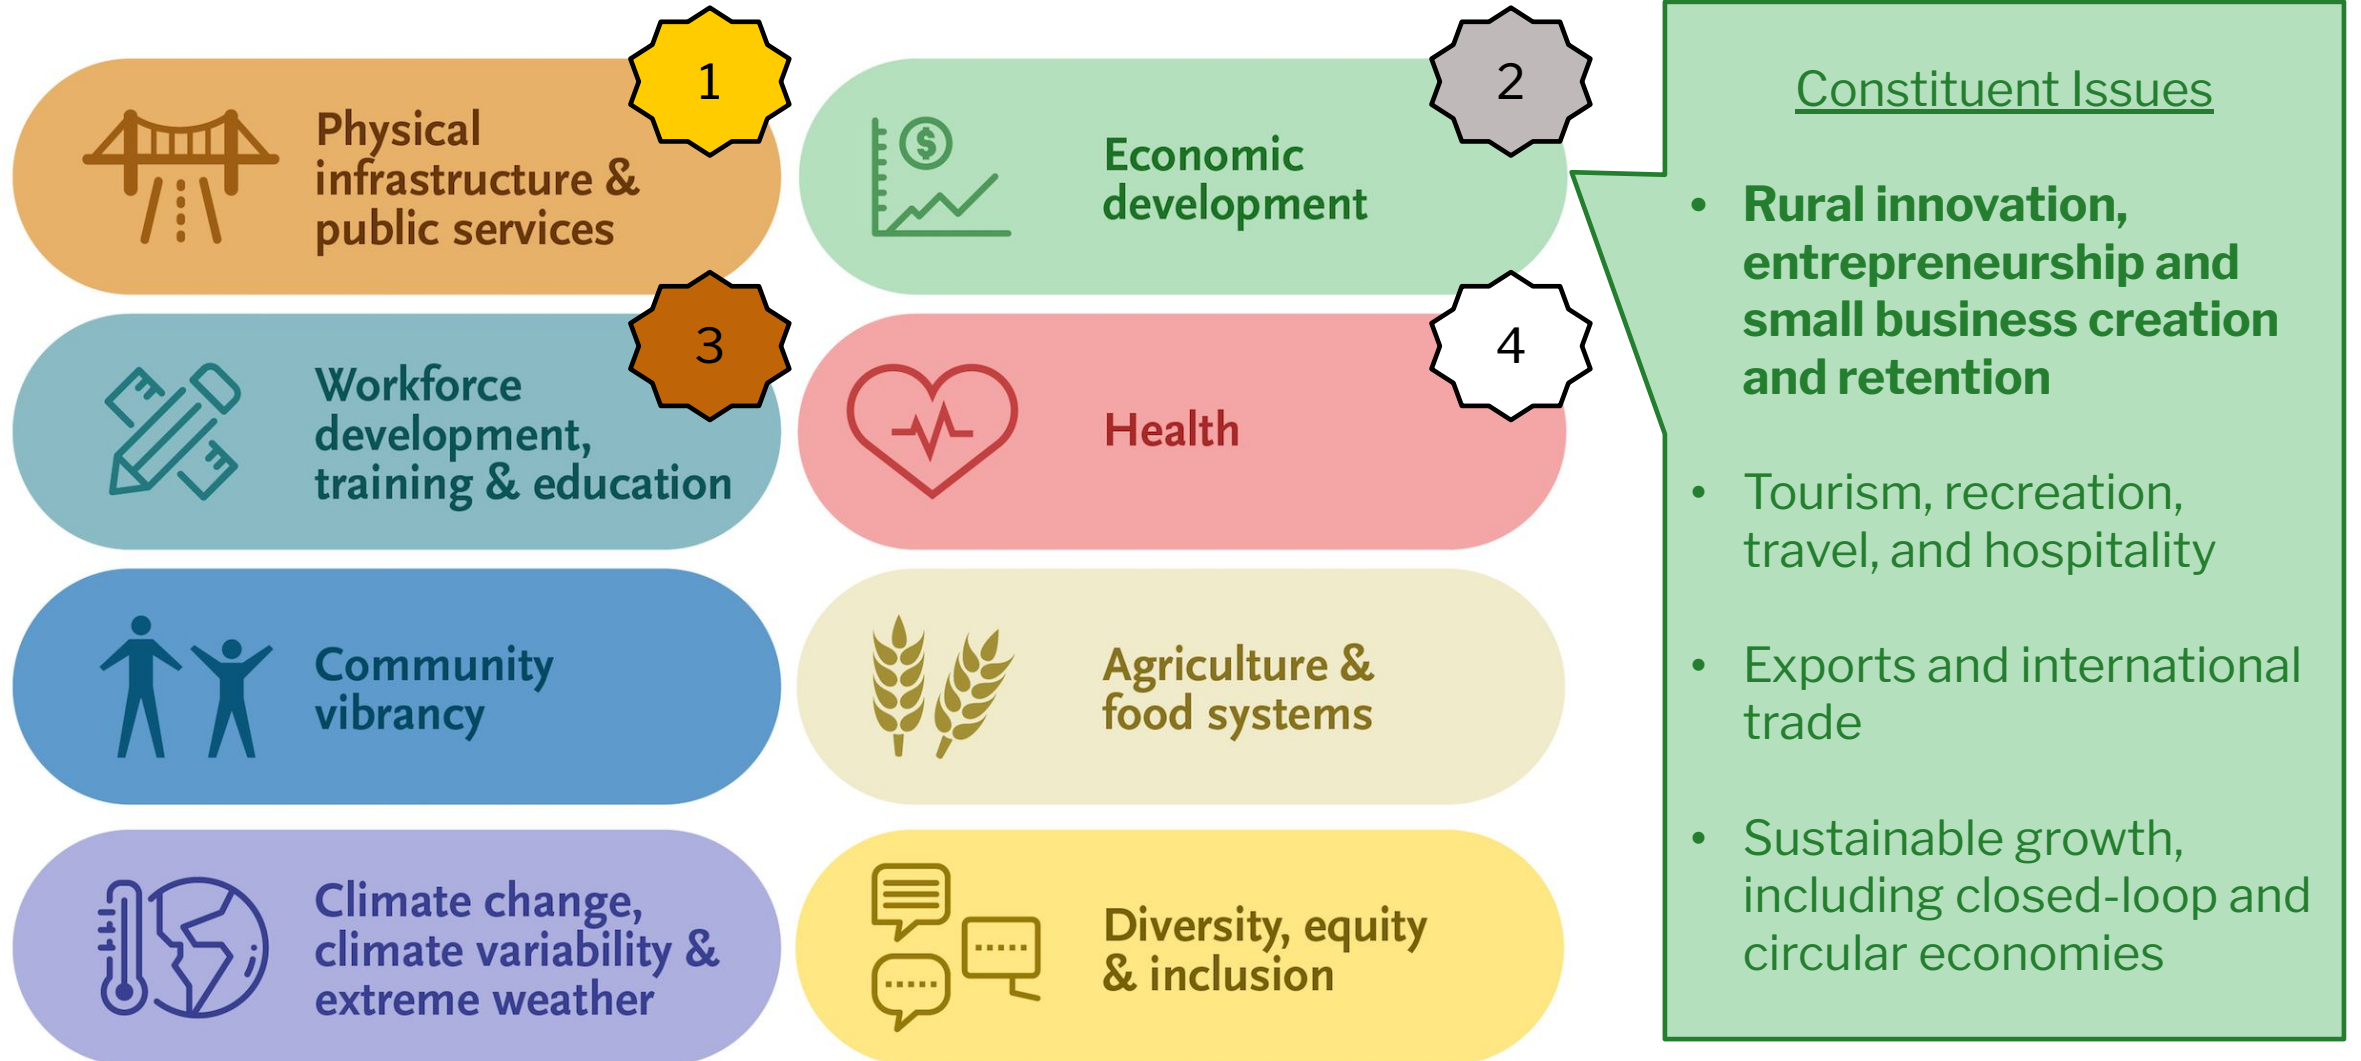 1
Physical
infrastructure &
public services
2
$
Economic
development
3
Workforce
development,
training & education
4
Health
Community
vibrancy
Agriculture &
food systems
Climate change,
climate variability &
extreme weather
Diversity, equity
& inclusion
Constituent Issues
• Rural innovation,
entrepreneurship and
small business creation
and retention
• Tourism, recreation,
travel, and hospitality
• Exports and international
trade
• Sustainable growth,
including closed-loop and
circular economies